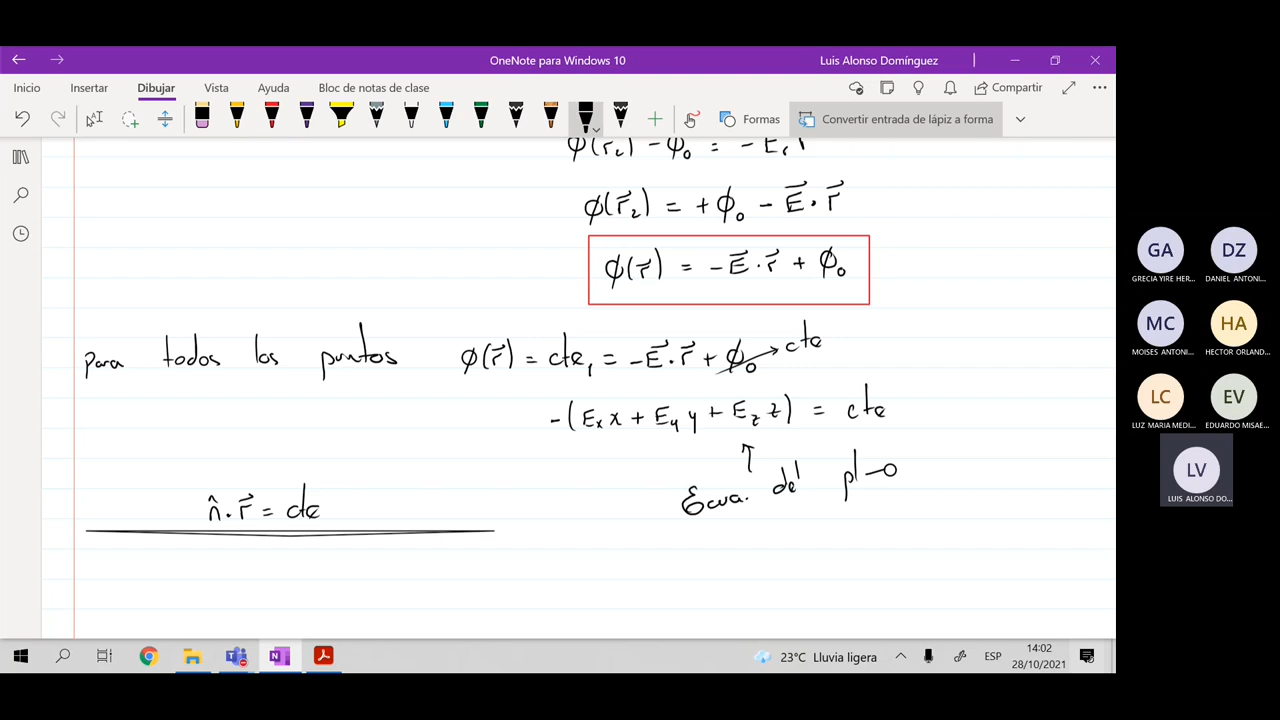 OneNote para Windows 10
Luis Alonso Domínguez
Inicio Insertar Dibujar Vista Ayuda Bloc de notas de clase Compartir
Formas Convertir entrada de lápiz a forma
ϕ(r⃗₂) − ϕ₀ = −
ϕ(r⃗₂) = +ϕ₀ − E⃗ · r⃗
ϕ(r⃗) = −E⃗ · r⃗ + ϕ₀
para todos los puntos ϕ(r⃗) = cte₁ = −E⃗ · r⃗ + ϕ₀ → cte
−(Eₓx + E_y y + E_z z) = cte
↑
Ecua. del
n̂ · r⃗ = cte
GA DZ
GRECIA YIRE HER... DANIEL ANTONI...
MC HA
MOISES ANTONI... HECTOR ORLAND...
LC EV
LUZ MARIA MEDI... EDUARDO MISAE...
LV
LUIS ALONSO DO...
23°C Lluvia ligera ESP 14:02
28/10/2021